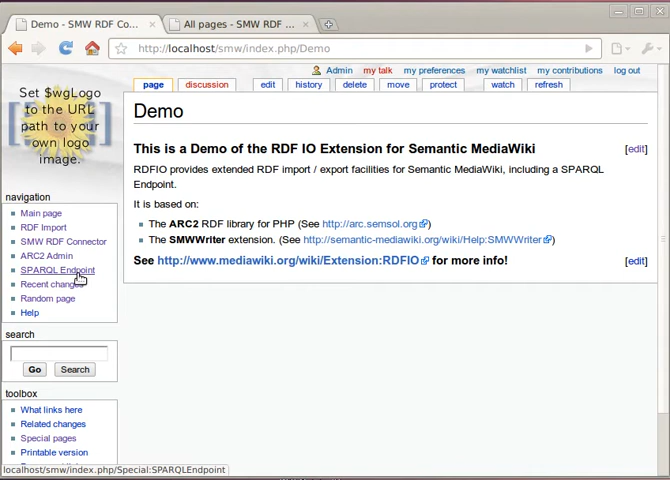 Demo - SMW RDF Co...
All pages - SMW RDF ...
http://localhost/smw/index.php/Demo
Admin my talk my preferences my watchlist my contributions log out
page discussion edit history delete move protect watch refresh
Set $wgLogo
to the URL
path to your
own logo
image.
Demo
This is a Demo of the RDF IO Extension for Semantic MediaWiki
[edit]
RDFIO provides extended RDF import / export facilities for Semantic MediaWiki, including a SPARQL
Endpoint.
It is based on:
The ARC2 RDF library for PHP (See http://arc.semsol.org)
The SMWWriter extension. (See http://semantic-mediawiki.org/wiki/Help:SMWWriter)
See http://www.mediawiki.org/wiki/Extension:RDFIO for more info!
[edit]
navigation
Main page
RDF Import
SMW RDF Connector
ARC2 Admin
SPARQL Endpoint
Recent changes
Random page
Help
search
Go Search
toolbox
What links here
Related changes
Special pages
Printable version
localhost/smw/index.php/Special:SPARQLEndpoint